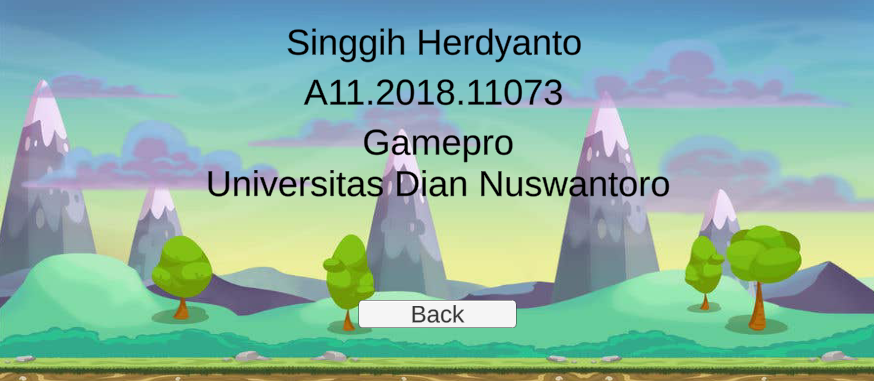 Singgih Herdyanto
A11.2018.11073
Gamepro
Universitas Dian Nuswantoro
Back